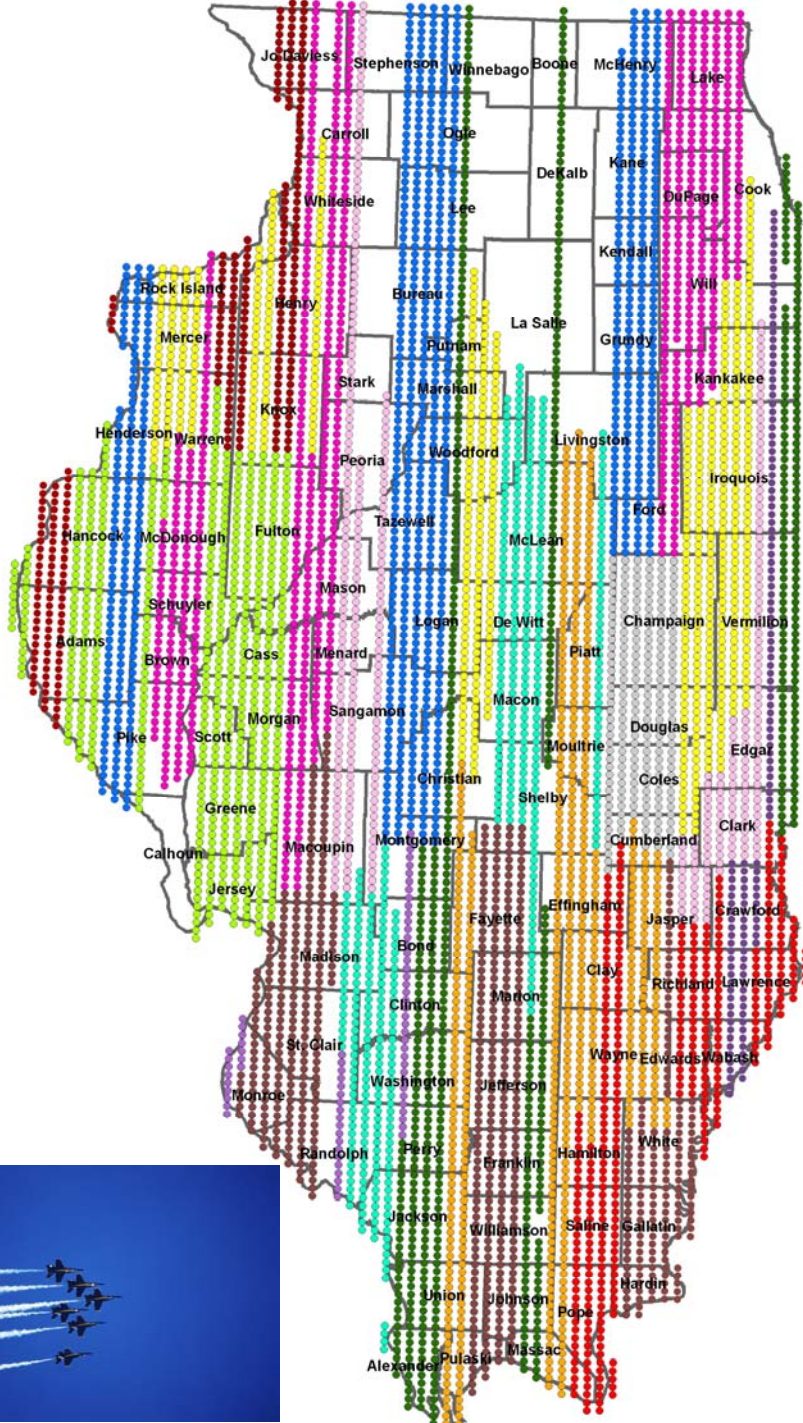 Jo Daviess
Stephenson
Winnebago
Boone
McHenry
Lake
Carroll
Ogle
DeKalb
Kane
Cook
Whiteside
Lee
DuPage
Kendall
Rock Island
Henry
Bureau
Will
Mercer
La Salle
Grundy
Putnam
Stark
Marshall
Kankakee
Knox
Henderson
Warren
Livingston
Woodford
Peoria
Iroquois
Ford
Tazewell
Hancock
McDonough
Fulton
McLean
Mason
Schuyler
Logan
De Witt
Champaign
Vermilion
Adams
Cass
Menard
Piatt
Brown
Macon
Sangamon
Morgan
Douglas
Pike
Scott
Moultrie
Edgar
Christian
Coles
Shelby
Greene
Clark
Calhoun
Macoupin
Montgomery
Cumberland
Jersey
Effingham
Crawford
Fayette
Jasper
Bond
Madison
Clay
Richland
Lawrence
Marion
Clinton
St. Clair
Wayne
Edwards
Wabash
Washington
Jefferson
Monroe
White
Randolph
Perry
Hamilton
Franklin
Jackson
Williamson
Saline
Gallatin
Hardin
Union
Johnson
Pope
Massac
Alexander
Pulaski